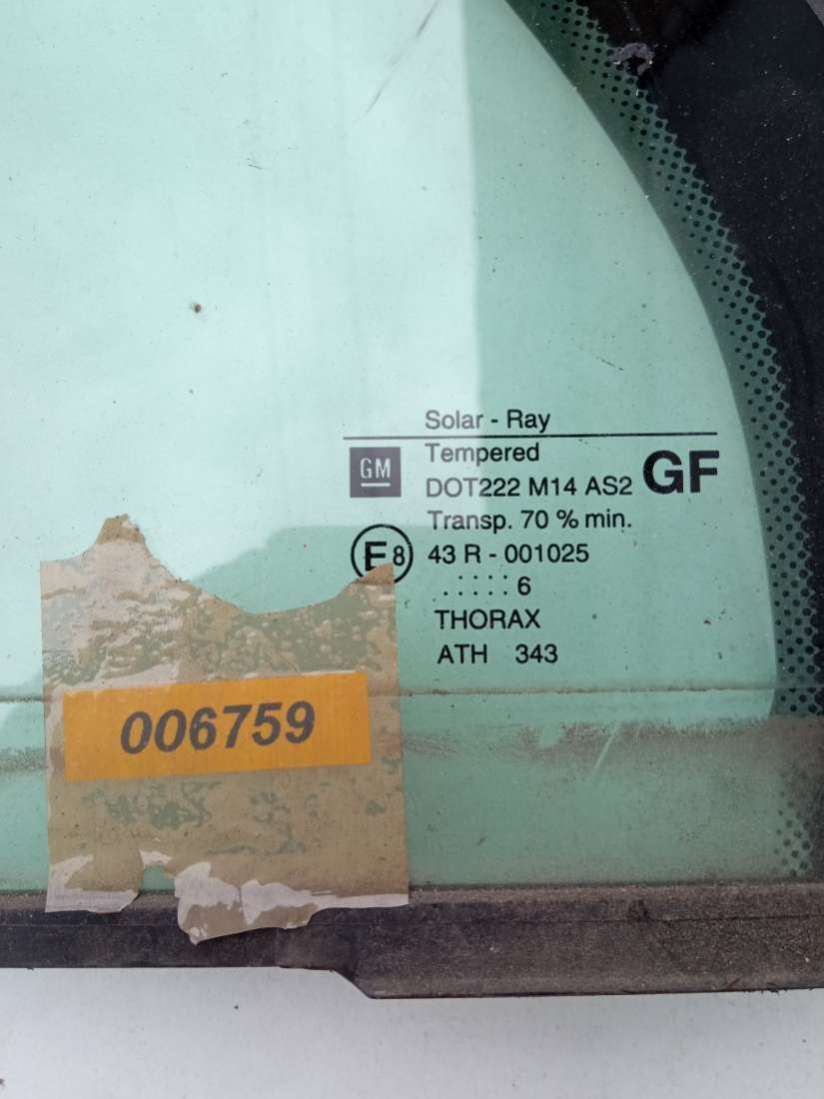 Solar - Ray
GM Tempered
DOT222 M14 AS2 GF
Transp. 70 % min.
E8 43 R - 001025
. : : : : 6
THORAX
ATH 343
006759